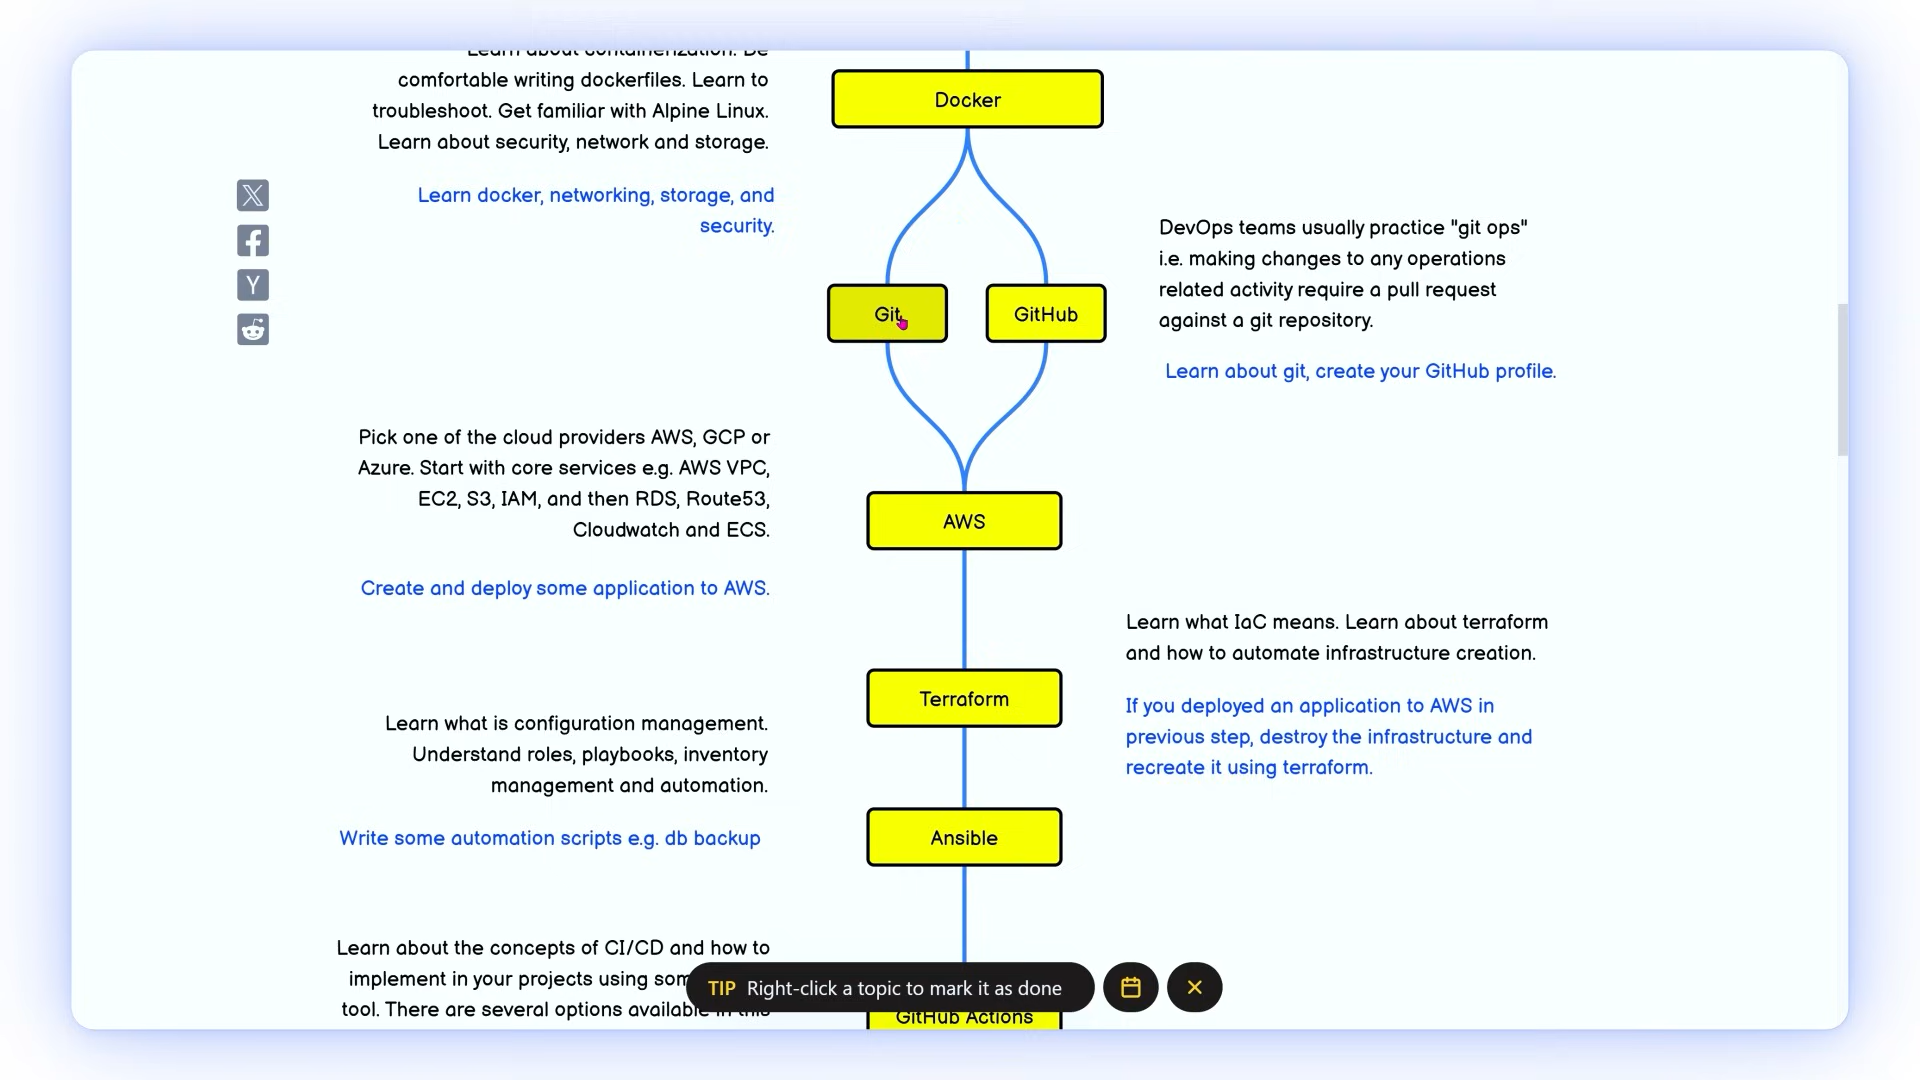 Learn about containerization. Be
comfortable writing dockerfiles. Learn to
troubleshoot. Get familiar with Alpine Linux.
Learn about security, network and storage.
Learn docker, networking, storage, and
security.
Docker
Git
GitHub
DevOps teams usually practice "git ops"
i.e. making changes to any operations
related activity require a pull request
against a git repository.
Learn about git, create your GitHub profile.
Pick one of the cloud providers AWS, GCP or
Azure. Start with core services e.g. AWS VPC,
EC2, S3, IAM, and then RDS, Route53,
Cloudwatch and ECS.
Create and deploy some application to AWS.
AWS
Learn what IaC means. Learn about terraform
and how to automate infrastructure creation.
If you deployed an application to AWS in
previous step, destroy the infrastructure and
recreate it using terraform.
Terraform
Learn what is configuration management.
Understand roles, playbooks, inventory
management and automation.
Write some automation scripts e.g. db backup
Ansible
Learn about the concepts of CI/CD and how to
implement in your projects using
tool. There are several options available in this
TIP Right-click a topic to mark it as done
GitHub Actions